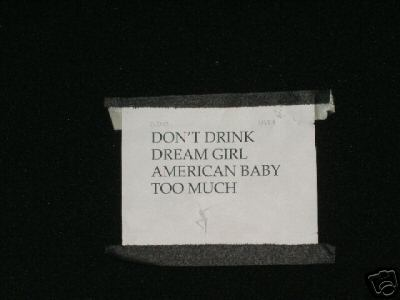 DON'T DRINK
DREAM GIRL
AMERICAN BABY
TOO MUCH